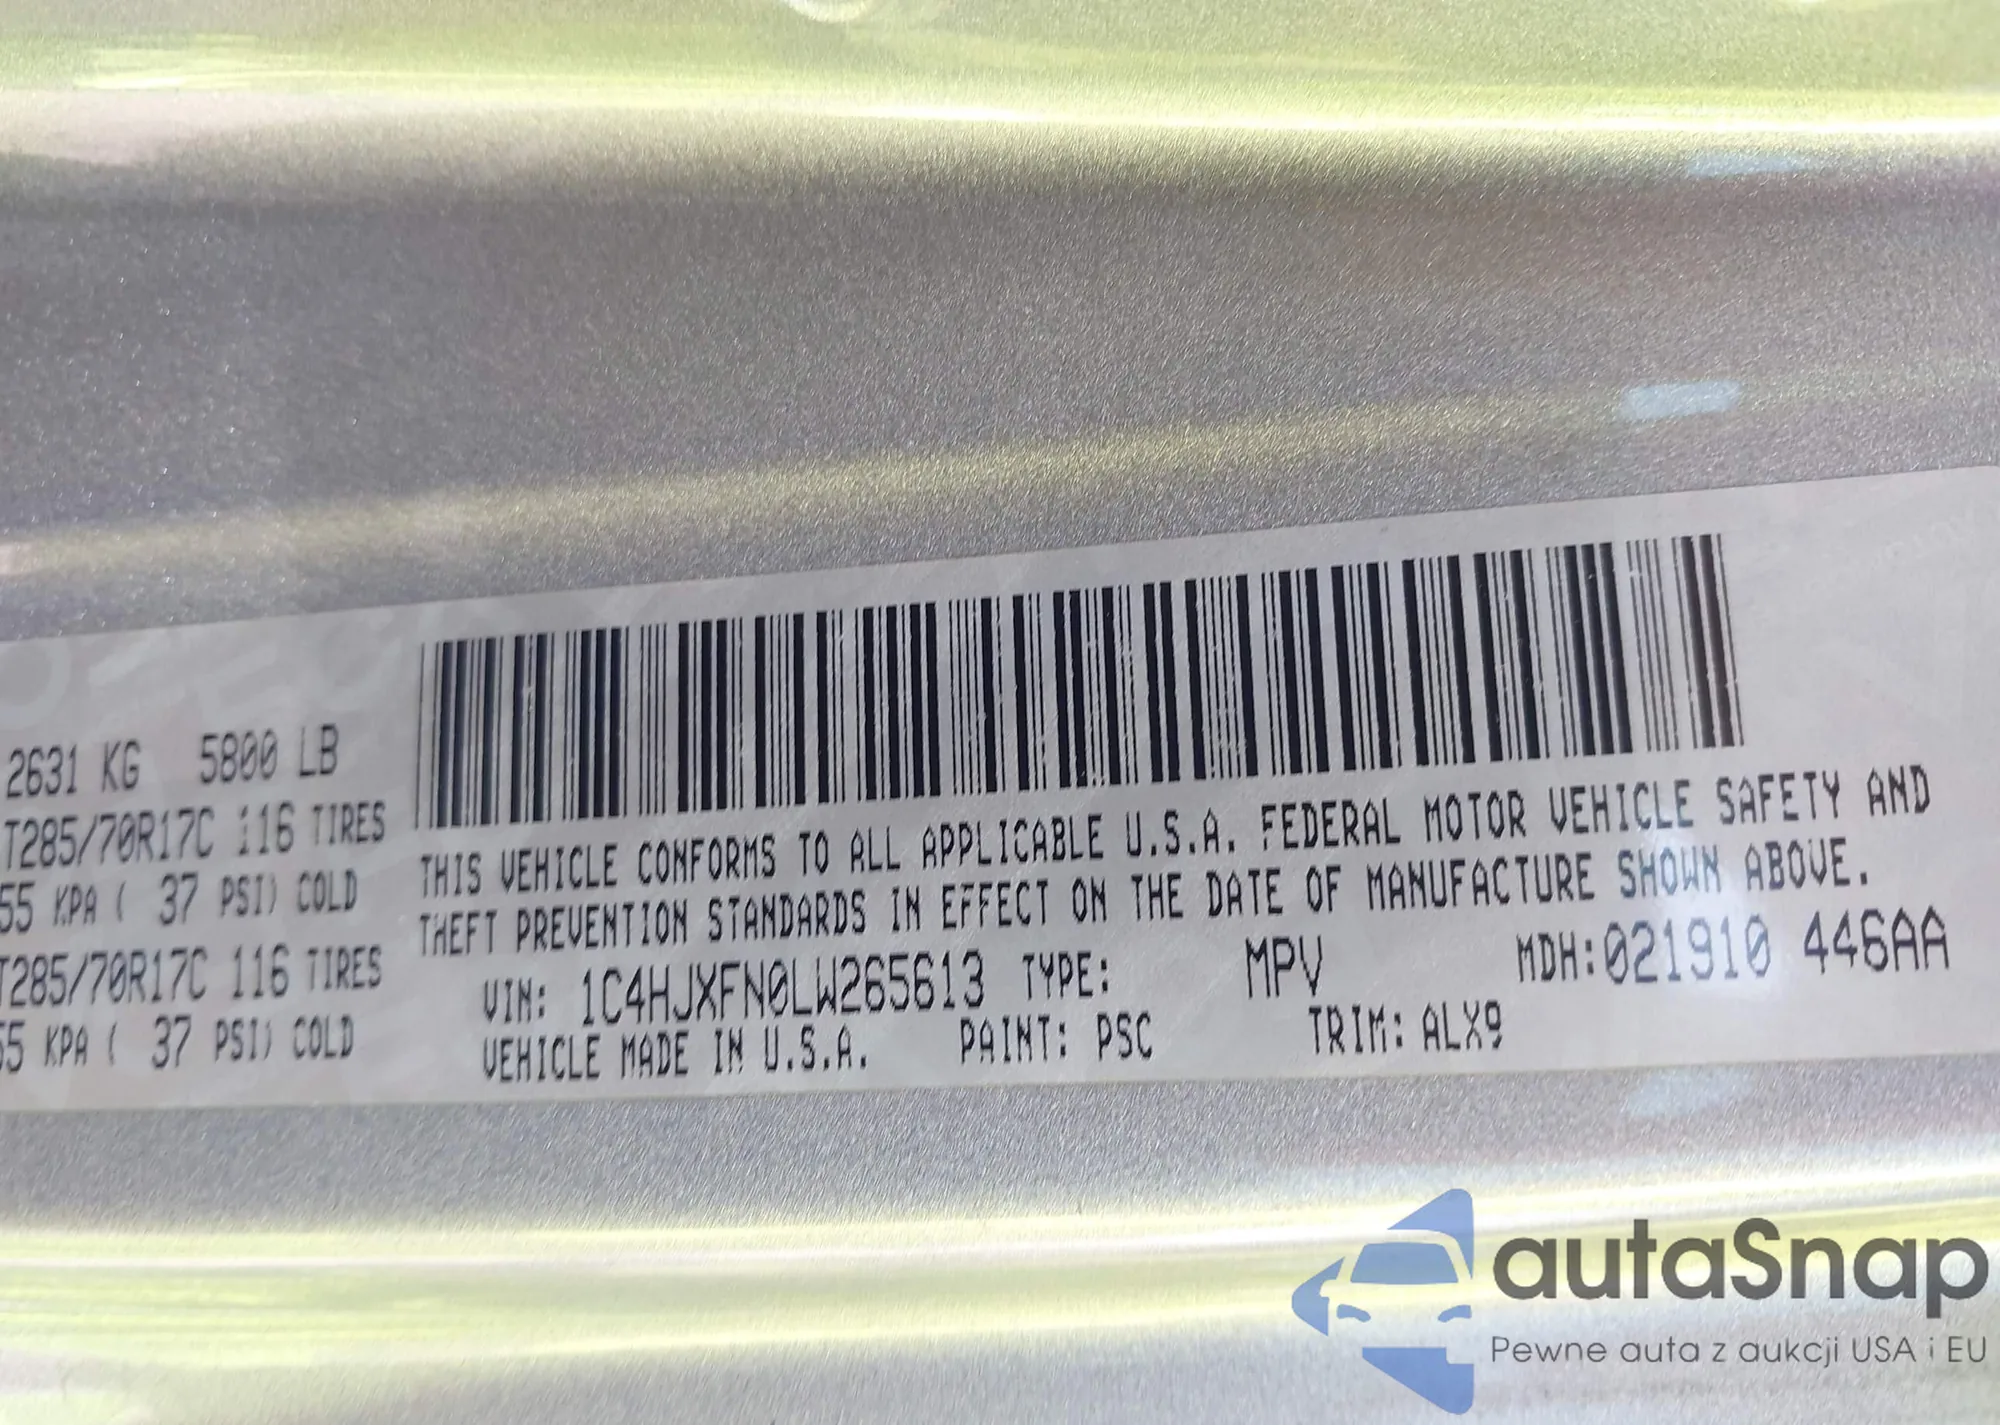 2631 KG 5800 LB
T285/70R17C 116 TIRES
55 KPA ( 37 PSI) COLD
T285/70R17C 116 TIRES
55 KPA ( 37 PSI) COLD
THIS VEHICLE CONFORMS TO ALL APPLICABLE U.S.A. FEDERAL MOTOR VEHICLE SAFETY AND
THEFT PREVENTION STANDARDS IN EFFECT ON THE DATE OF MANUFACTURE SHOWN ABOVE.
VIN: 1C4HJXFN0LW265613 TYPE: MPV MDH:021910 446AA
VEHICLE MADE IN U.S.A. PAINT: PSC TRIM: ALX9
autaSnap
Pewne auta z aukcji USA i EU